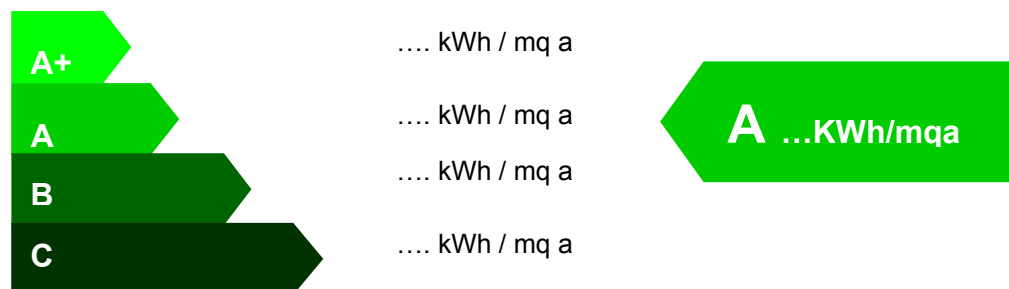 A+ …. kWh / mq a
A …. kWh / mq a
B …. kWh / mq a
C …. kWh / mq a
A …KWh/mqa